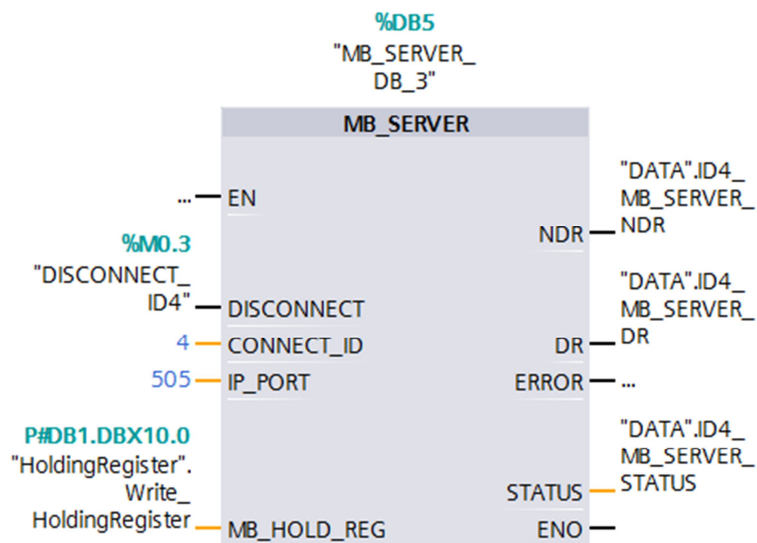 %DB5
"MB_SERVER_
DB_3"
MB_SERVER
... EN
"DATA".ID4_
MB_SERVER_
NDR
NDR
%M0.3
"DISCONNECT_
ID4"
DISCONNECT
"DATA".ID4_
MB_SERVER_
DR
4 CONNECT_ID
DR
505 IP_PORT
ERROR ...
P#DB1.DBX10.0
"HoldingRegister".
Write_
HoldingRegister
MB_HOLD_REG
"DATA".ID4_
MB_SERVER_
STATUS
STATUS
ENO